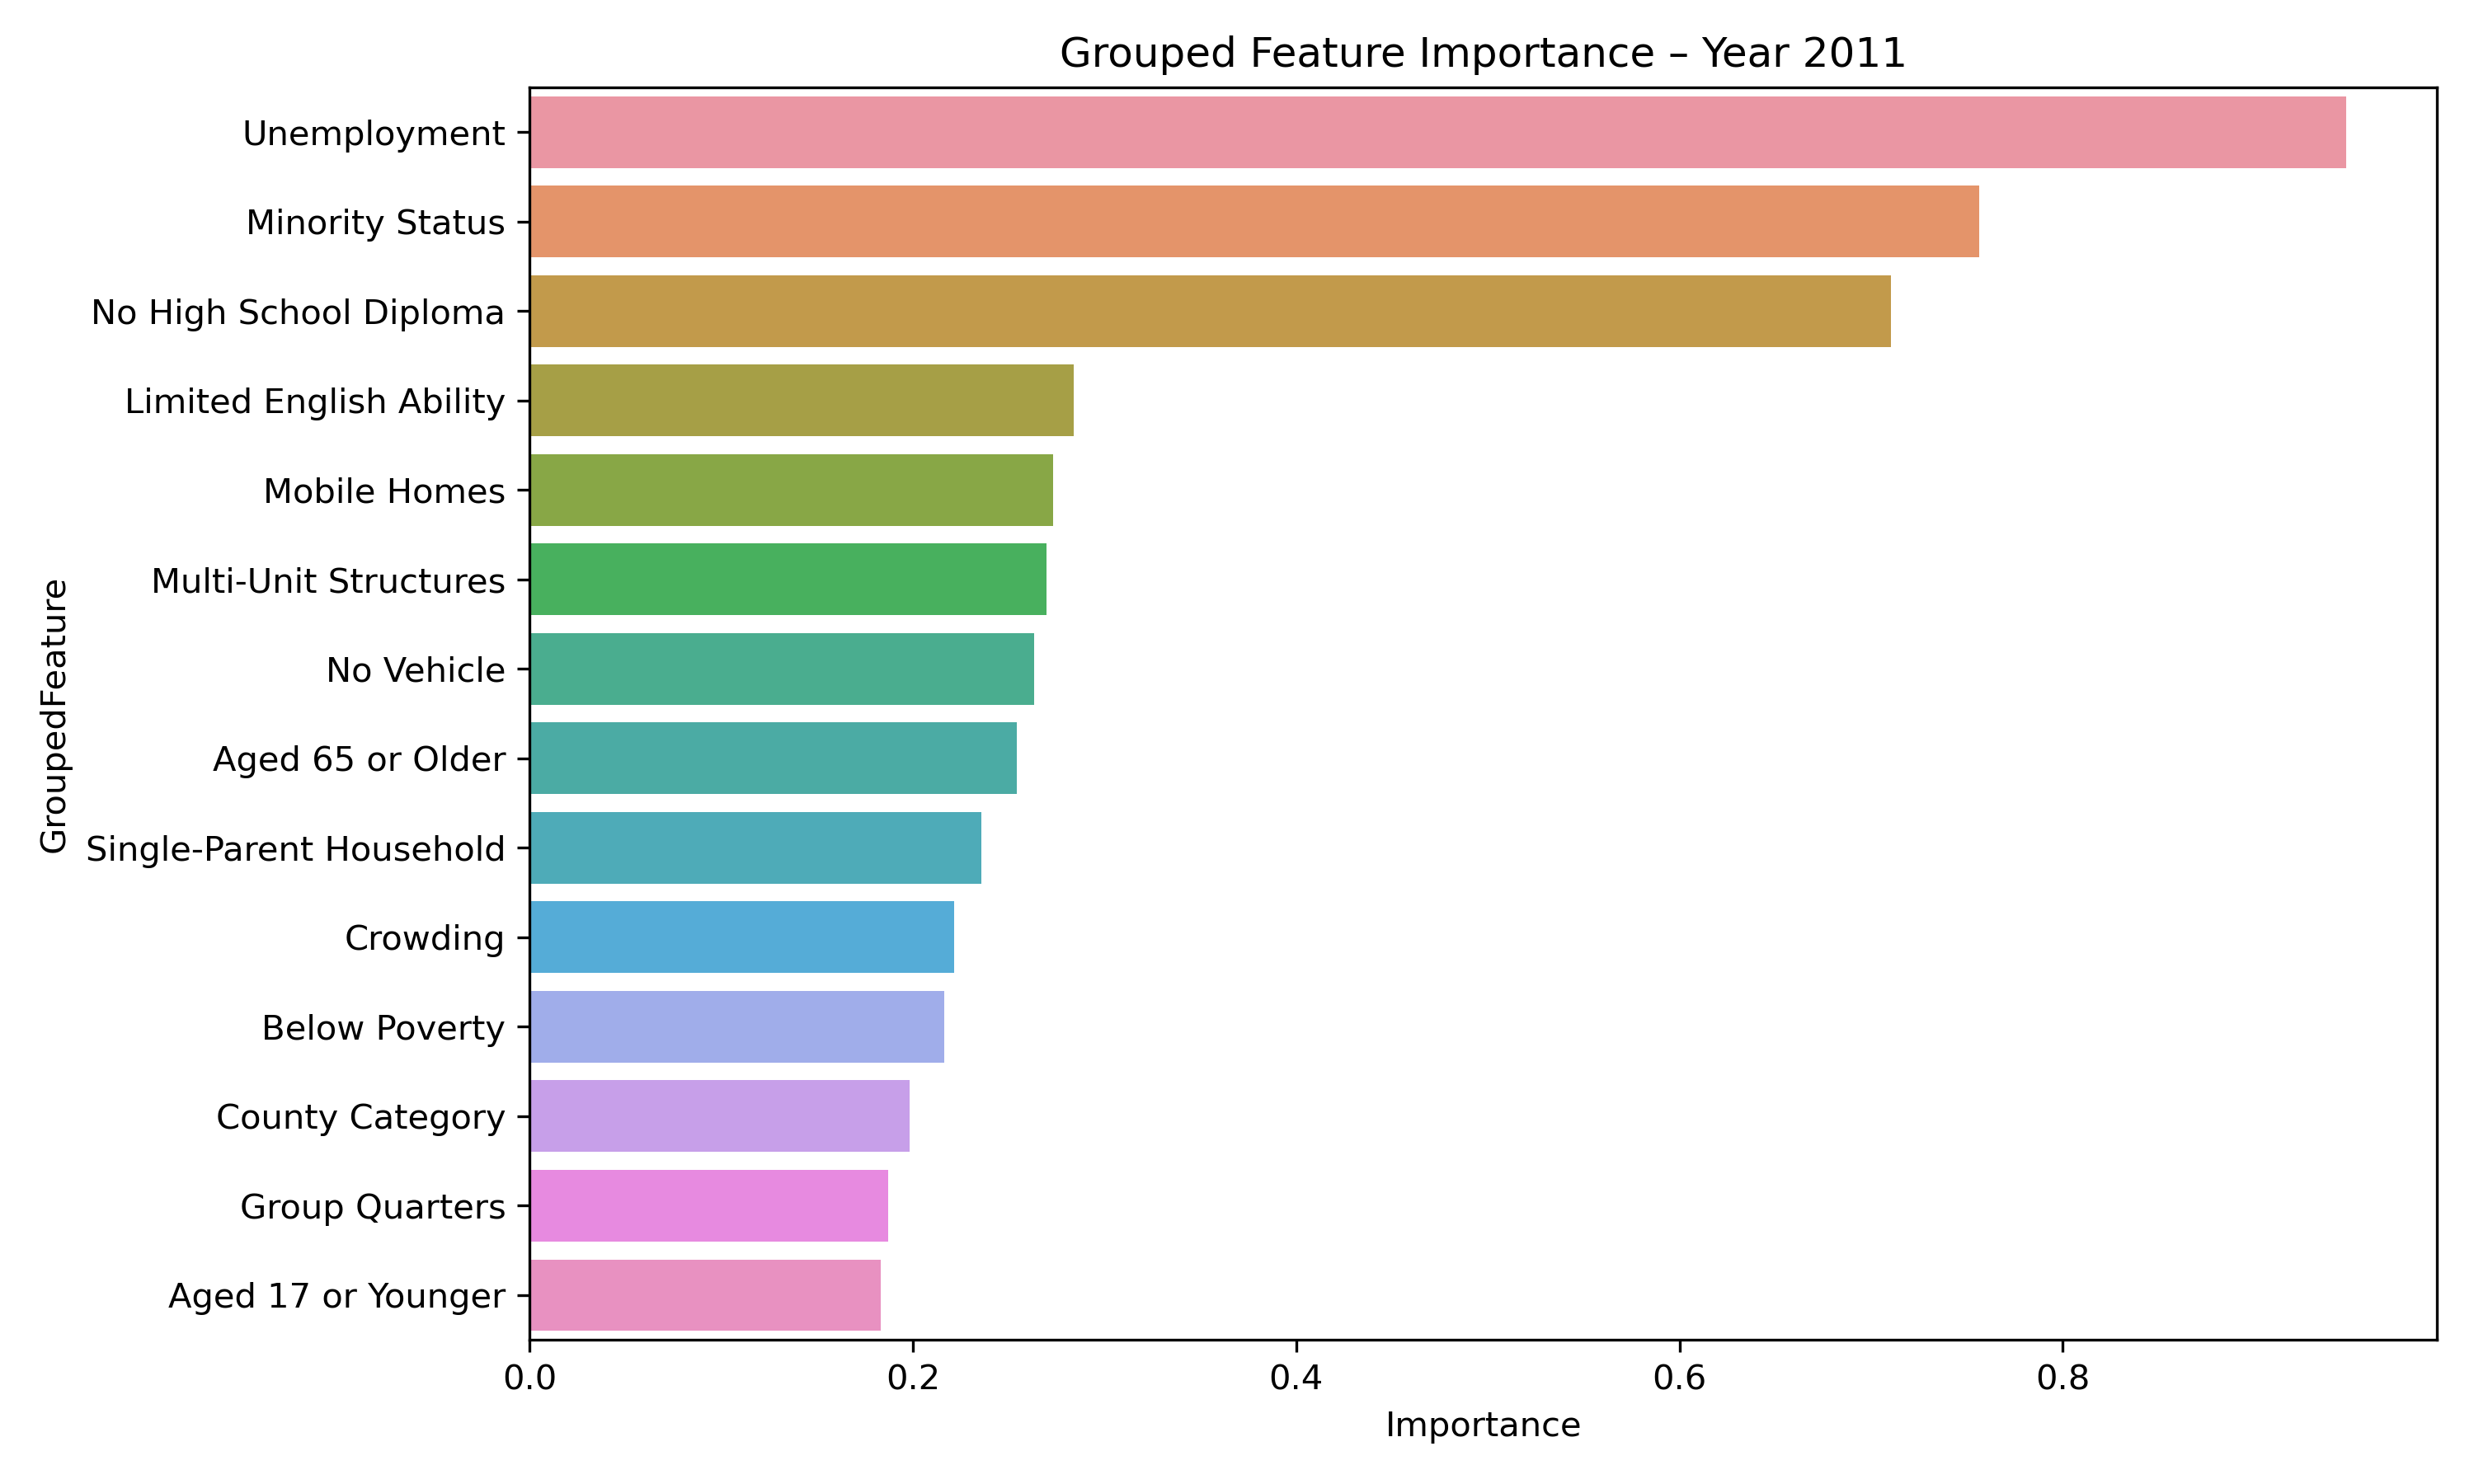 Grouped Feature Importance – Year 2011
GroupedFeature
Unemployment
Minority Status
No High School Diploma
Limited English Ability
Mobile Homes
Multi-Unit Structures
No Vehicle
Aged 65 or Older
Single-Parent Household
Crowding
Below Poverty
County Category
Group Quarters
Aged 17 or Younger
0.0 0.2 0.4 0.6 0.8
Importance